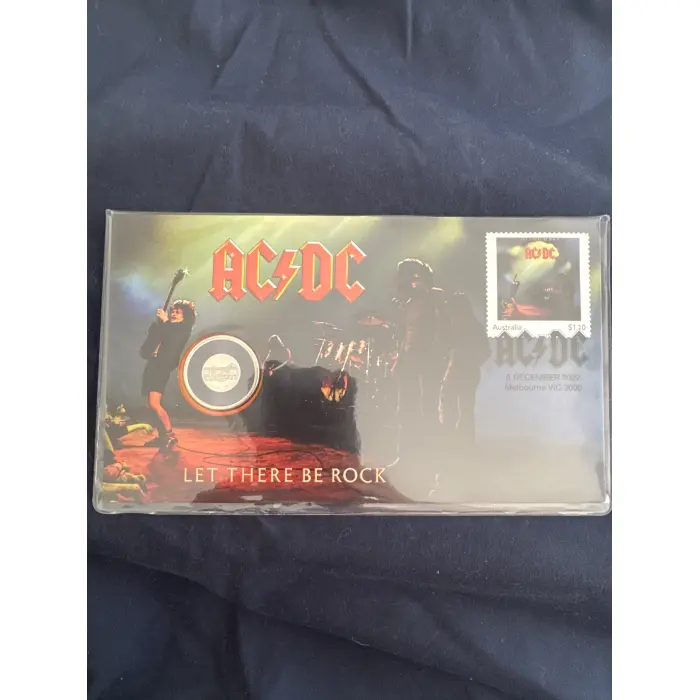 AC DC
AC DC
Australia $1.10
AC DC
Melbourne VIC 3000
LET THERE BE ROCK